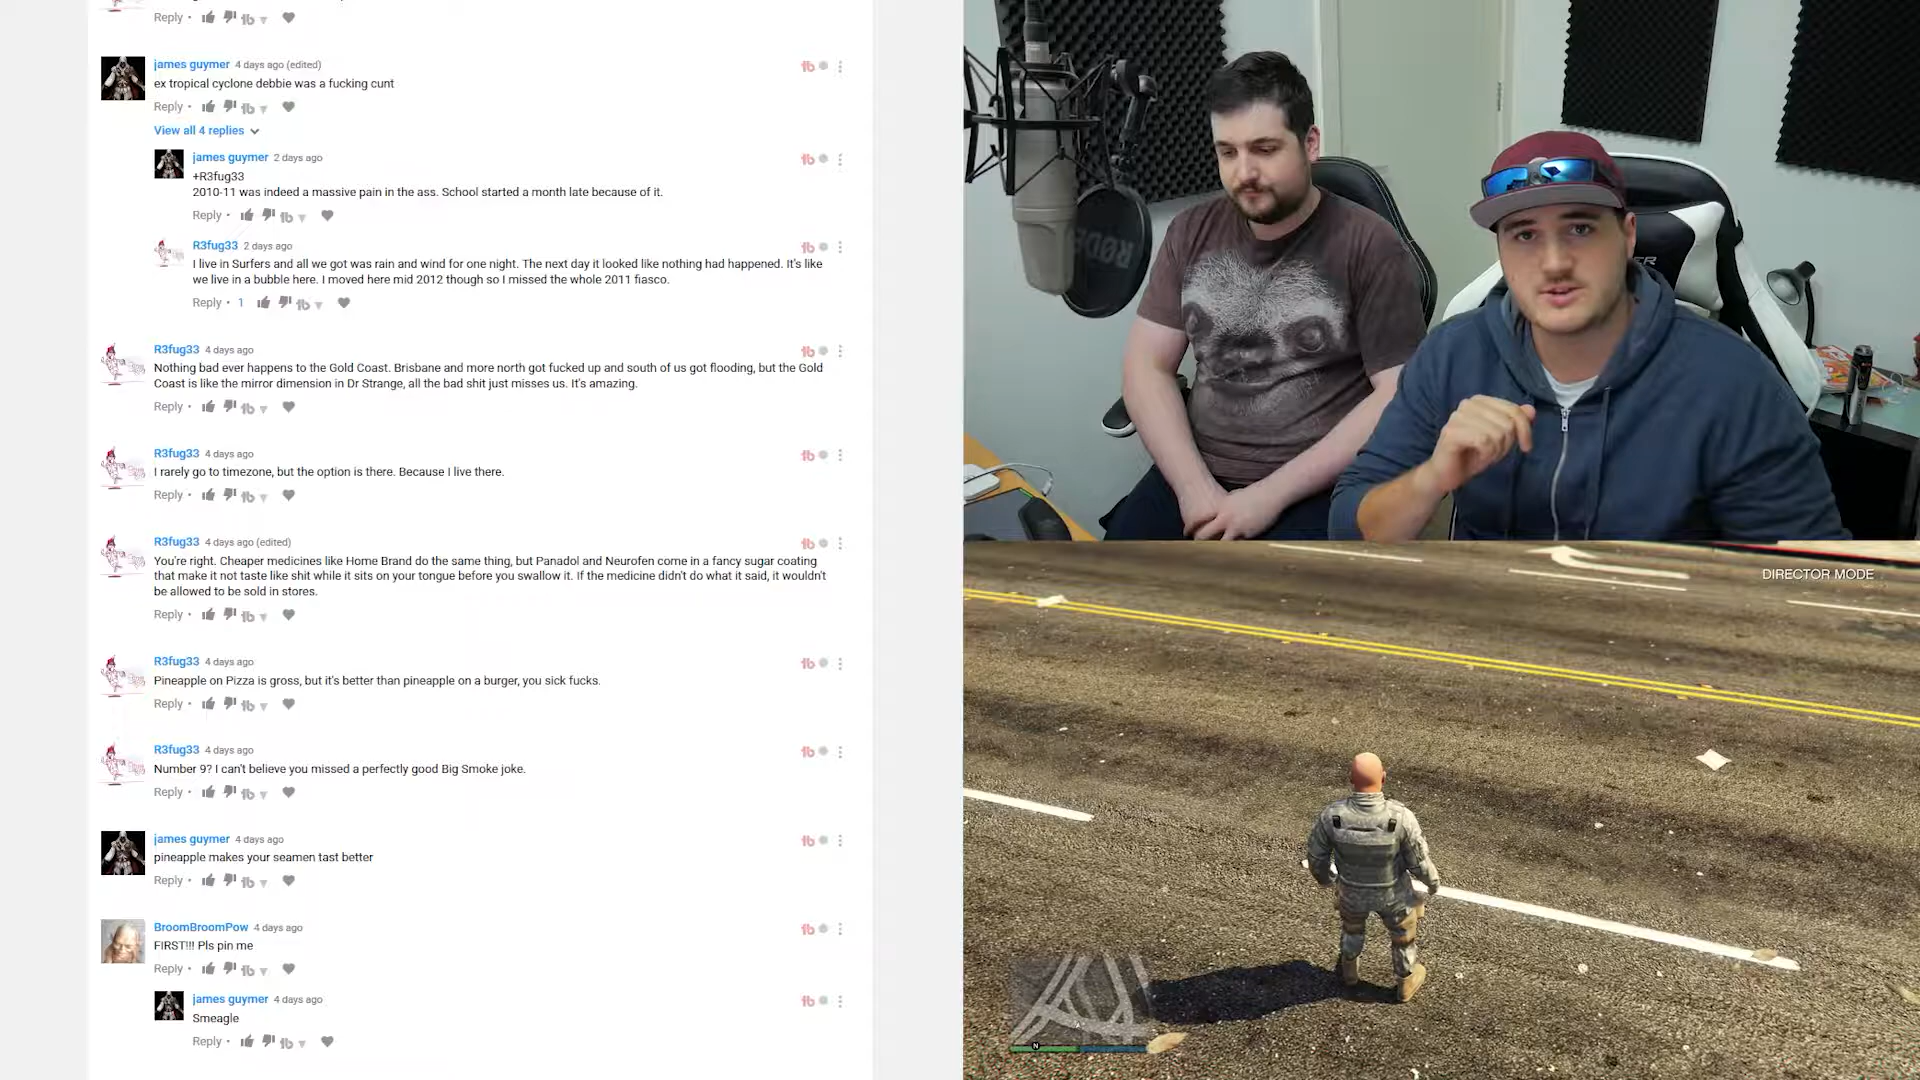 Reply •
james guymer 4 days ago (edited)
ex tropical cyclone debbie was a fucking cunt
Reply •
View all 4 replies
james guymer 2 days ago
+R3fug33
2010-11 was indeed a massive pain in the ass. School started a month late because of it.
Reply •
R3fug33 2 days ago
I live in Surfers and all we got was rain and wind for one night. The next day it looked like nothing had happened. It's like
we live in a bubble here. I moved here mid 2012 though so I missed the whole 2011 fiasco.
Reply • 1
R3fug33 4 days ago
Nothing bad ever happens to the Gold Coast. Brisbane and more north got fucked up and south of us got flooding, but the Gold
Coast is like the mirror dimension in Dr Strange, all the bad shit just misses us. It's amazing.
Reply •
R3fug33 4 days ago
I rarely go to timezone, but the option is there. Because I live there.
Reply •
R3fug33 4 days ago (edited)
You're right. Cheaper medicines like Home Brand do the same thing, but Panadol and Neurofen come in a fancy sugar coating
that make it not taste like shit while it sits on your tongue before you swallow it. If the medicine didn't do what it said, it wouldn't
be allowed to be sold in stores.
Reply •
R3fug33 4 days ago
Pineapple on Pizza is gross, but it's better than pineapple on a burger, you sick fucks.
Reply •
R3fug33 4 days ago
Number 9? I can't believe you missed a perfectly good Big Smoke joke.
Reply •
james guymer 4 days ago
pineapple makes your seamen tast better
Reply •
BroomBroomPow 4 days ago
FIRST!!! Pls pin me
Reply •
james guymer 4 days ago
Smeagle
Reply •
RØDE
DIRECTOR MODE
N